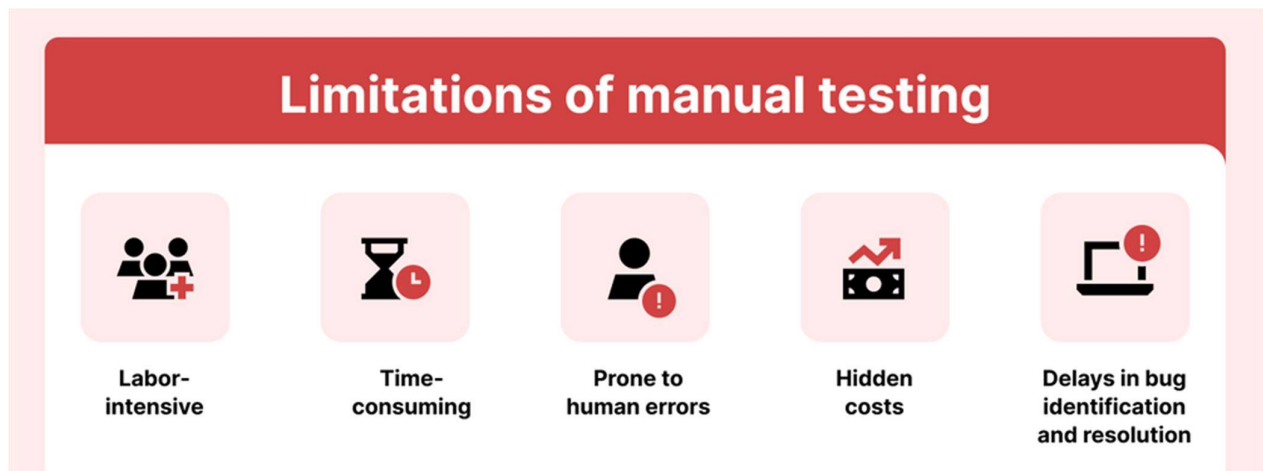 Limitations of manual testing
Labor-
intensive
Time-
consuming
Prone to
human errors
Hidden
costs
Delays in bug
identification
and resolution